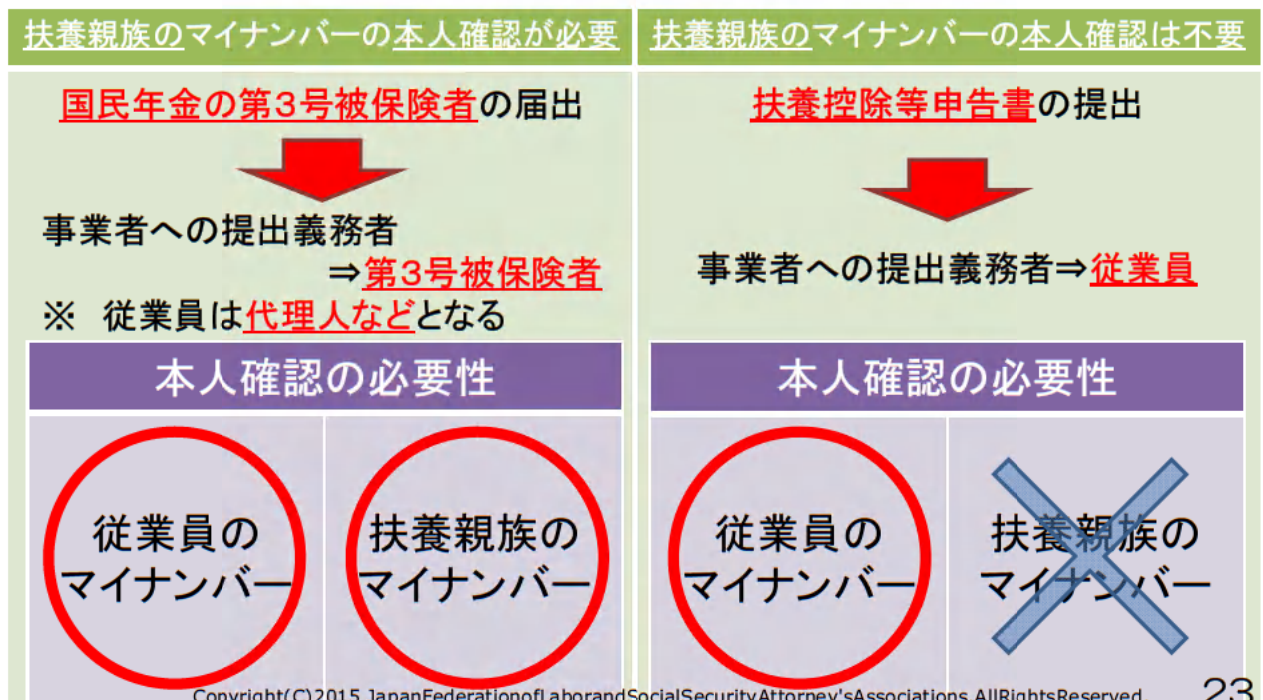 扶養親族のマイナンバーの本人確認が必要
国民年金の第3号被保険者の届出
事業者への提出義務者
⇒第3号被保険者
※ 従業員は代理人などとなる
本人確認の必要性
従業員の
マイナンバー
扶養親族の
マイナンバー
扶養親族のマイナンバーの本人確認は不要
扶養控除等申告書の提出
事業者への提出義務者⇒従業員
本人確認の必要性
従業員の
マイナンバー
扶養親族の
マイナンバー
Copyright(C)2015 JapanFederationofLaborandSocialSecurityAttorney'sAssociations.AllRightsReserved
23